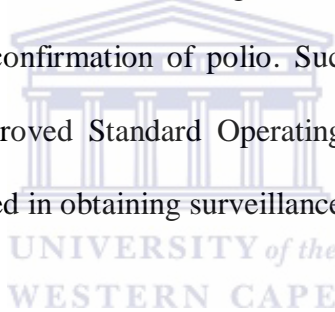 confirmation of polio. Suc
roved Standard Operating
ed in obtaining surveillance
UNIVERSITY of the
WESTERN CAPE